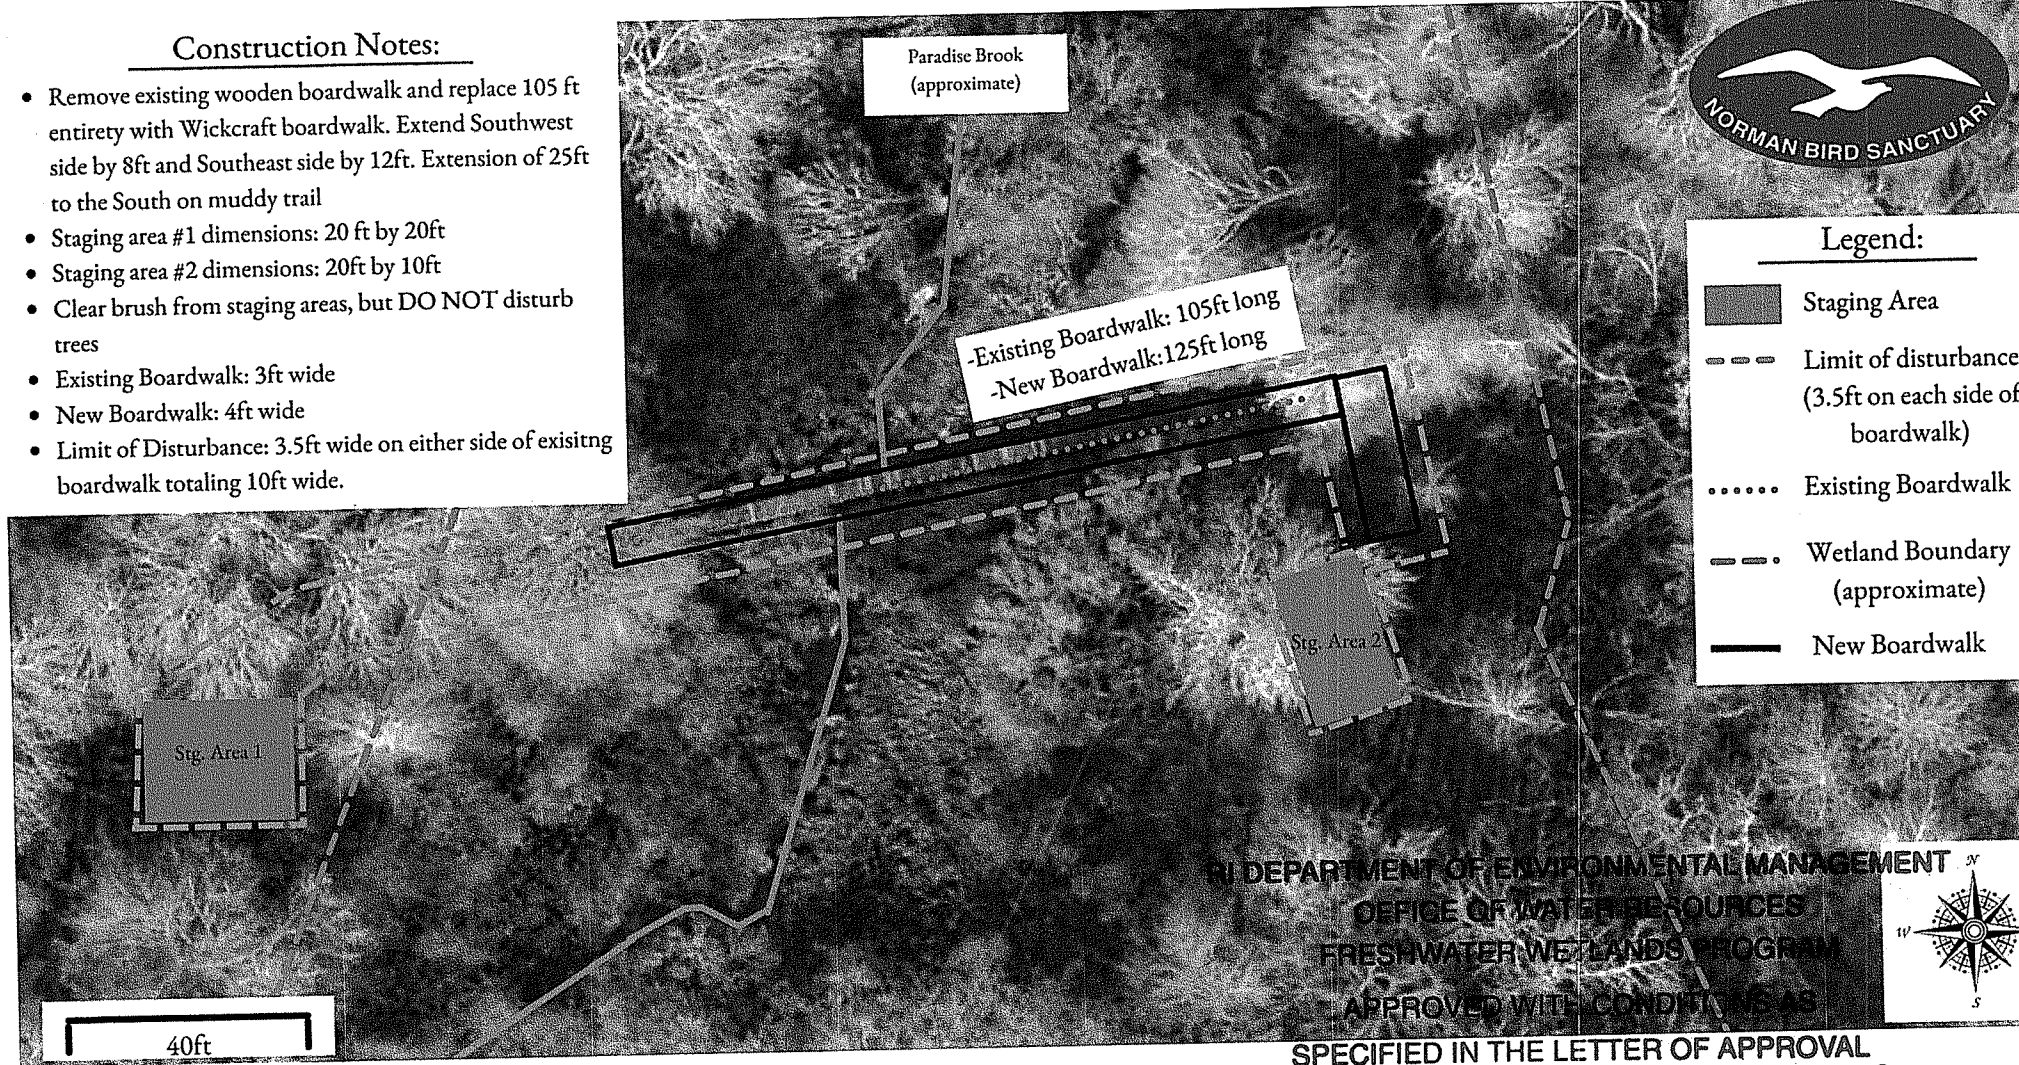 Construction Notes:
• Remove existing wooden boardwalk and replace 105 ft
entirety with Wickcraft boardwalk. Extend Southwest
side by 8ft and Southeast side by 12ft. Extension of 25ft
to the South on muddy trail
• Staging area #1 dimensions: 20 ft by 20ft
• Staging area #2 dimensions: 20ft by 10ft
• Clear brush from staging areas, but DO NOT disturb
trees
• Existing Boardwalk: 3ft wide
• New Boardwalk: 4ft wide
• Limit of Disturbance: 3.5ft wide on either side of exisitng
boardwalk totaling 10ft wide.
Paradise Brook
(approximate)
NORMAN BIRD SANCTUARY
-Existing Boardwalk: 105ft long
-New Boardwalk:125ft long
Legend:
Staging Area
Limit of disturbance
(3.5ft on each side of
boardwalk)
Existing Boardwalk
Wetland Boundary
(approximate)
New Boardwalk
Stg. Area 2
Stg. Area 1
40ft
N
W
S
RI DEPARTMENT OF ENVIRONMENTAL MANAGEMENT
OFFICE OF WATER RESOURCES
FRESHWATER WETLANDS PROGRAM
APPROVED WITH CONDITIONS AS
SPECIFIED IN THE LETTER OF APPROVAL